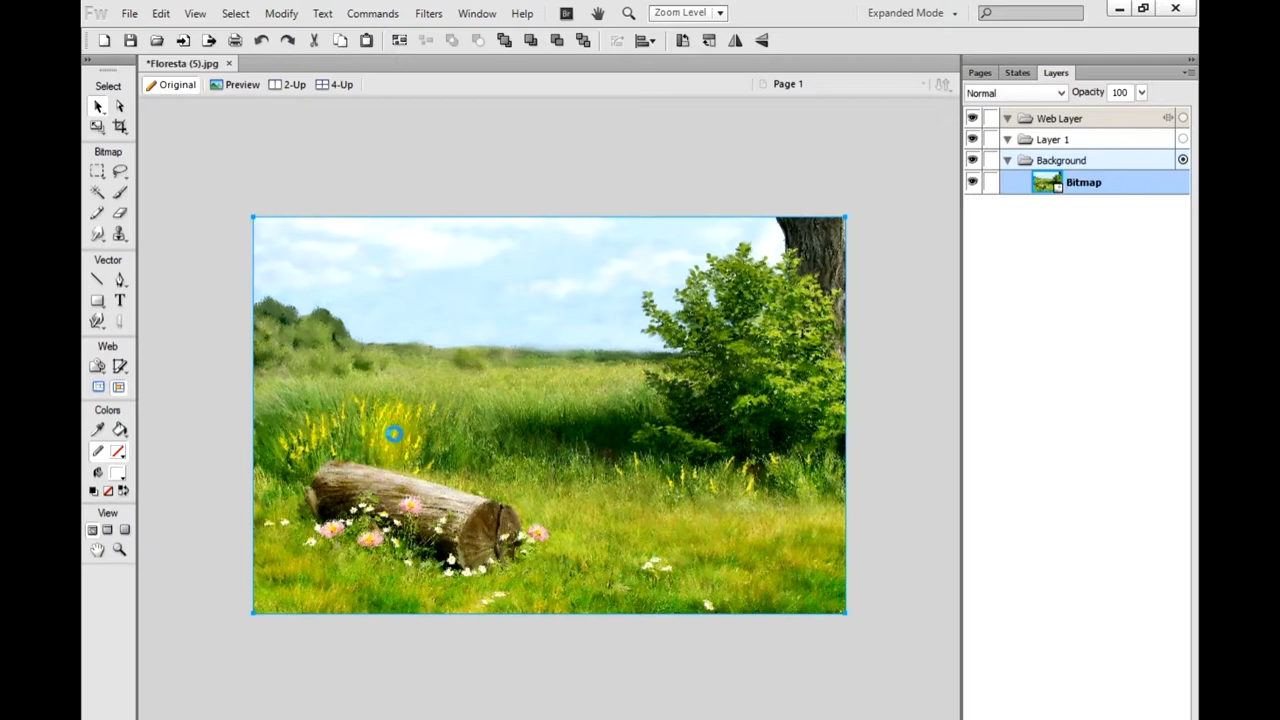 Fw File Edit View Select Modify Text Commands Filters Window Help Br Zoom Level Expanded Mode
*Floresta (5).jpg
Original Preview 2-Up 4-Up Page 1
Select
Bitmap
Vector
T
Web
Colors
View
Pages States Layers
Normal Opacity 100
Web Layer
Layer 1
Background
Bitmap